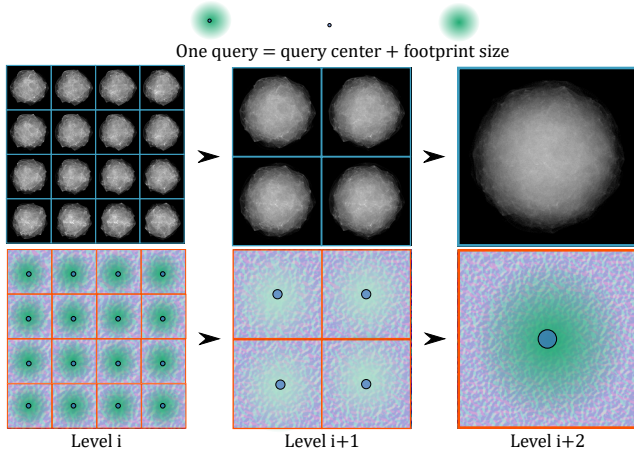 One query = query center + footprint size
Level i
Level i+1
Level i+2